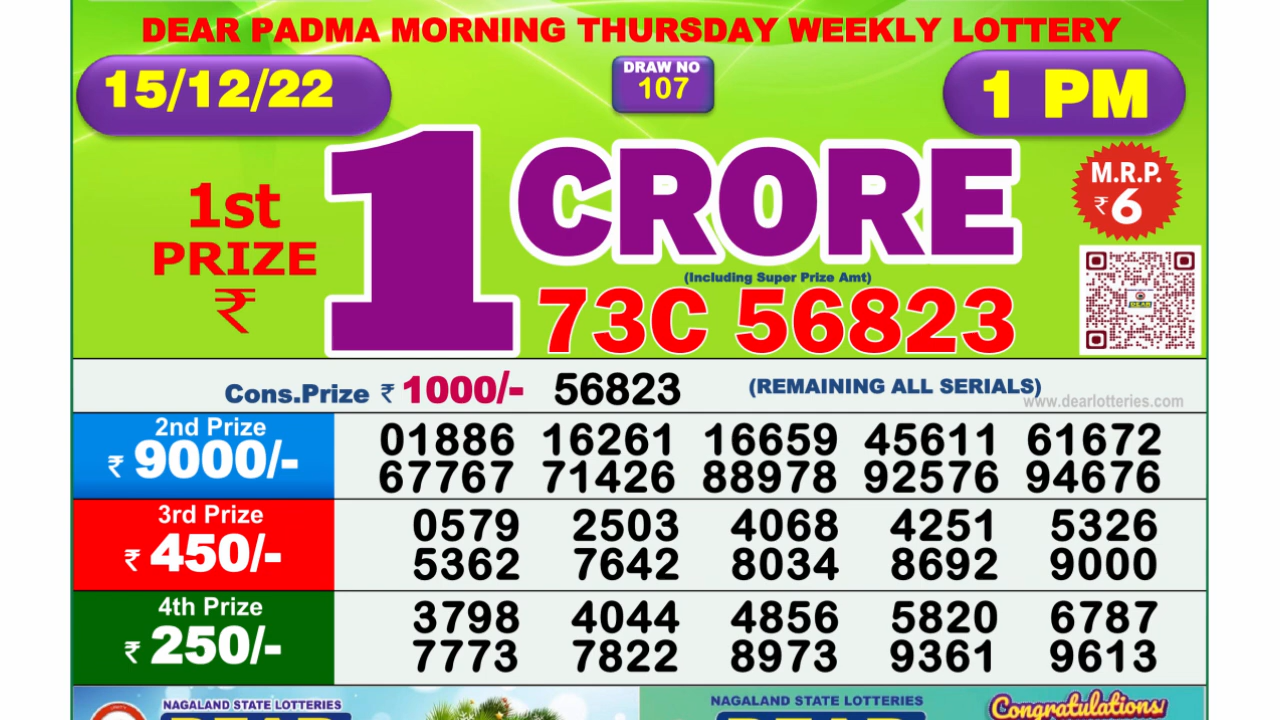 DEAR PADMA MORNING THURSDAY WEEKLY LOTTERY
15/12/22
DRAW NO
107
1 PM
1st
PRIZE
₹
1 CRORE
(Including Super Prize Amt)
73C 56823
M.R.P.
₹6
DEAR
Cons.Prize ₹ 1000/- 56823 (REMAINING ALL SERIALS)
www.dearlotteries.com
2nd Prize
₹ 9000/-
01886 16261 16659 45611 61672
67767 71426 88978 92576 94676
3rd Prize
₹ 450/-
0579 2503 4068 4251 5326
5362 7642 8034 8692 9000
4th Prize
₹ 250/-
3798 4044 4856 5820 6787
7773 7822 8973 9361 9613
NAGALAND STATE LOTTERIES
DEAR
NAGALAND STATE LOTTERIES
DEAR
Congratulations!